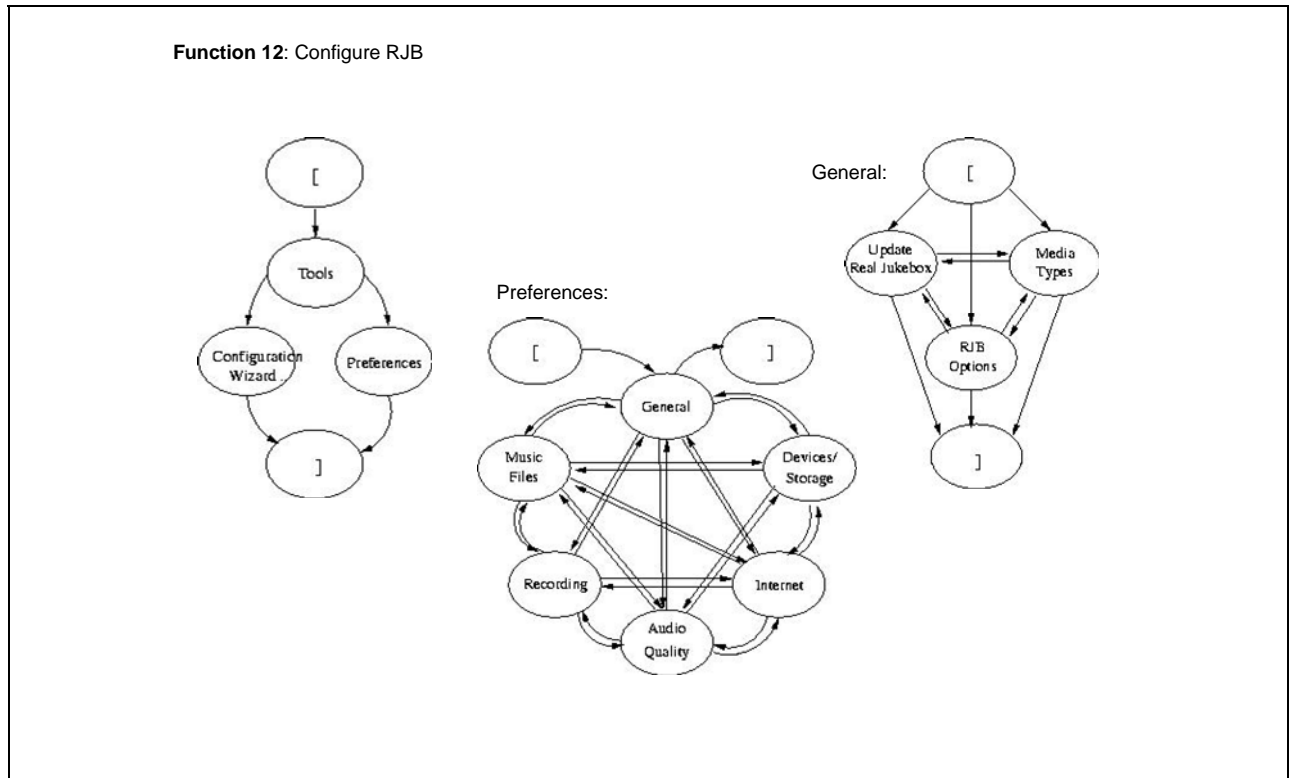 Function 12: Configure RJB
[
Tools
Configuration
Wizard...
Preferences
]
Preferences:
[
]
General
Music
Files
Devices/
Storage
Recording
Internet
Audio
Quality
General:
[
Update
Real Jukebox
Media
Types
RJB
Options
]